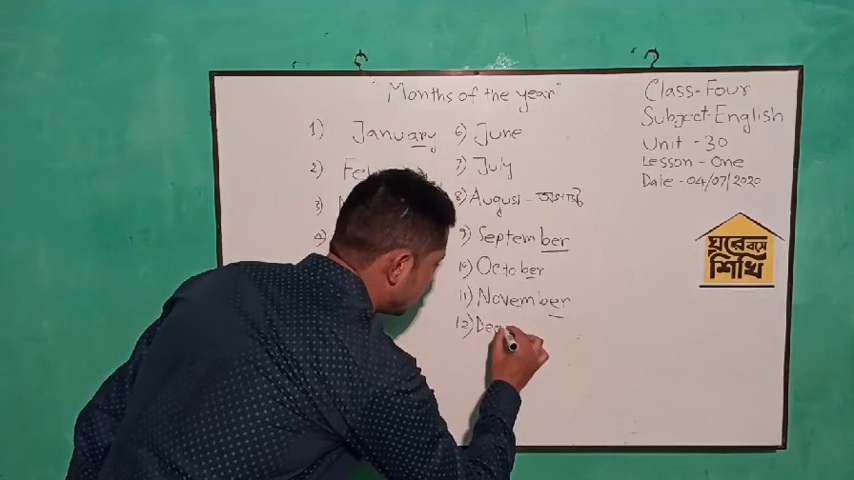 "Months of the year"
1) January
2) Feb
3)
4)
6) June
7) July
8) August - অগাস্ট
9) September
10) October
11) November
12) Dec
Class-Four
Subject-English
Unit - 30
Lesson - One
Date - 04/07/2020
ঘরে বসে
শিখি